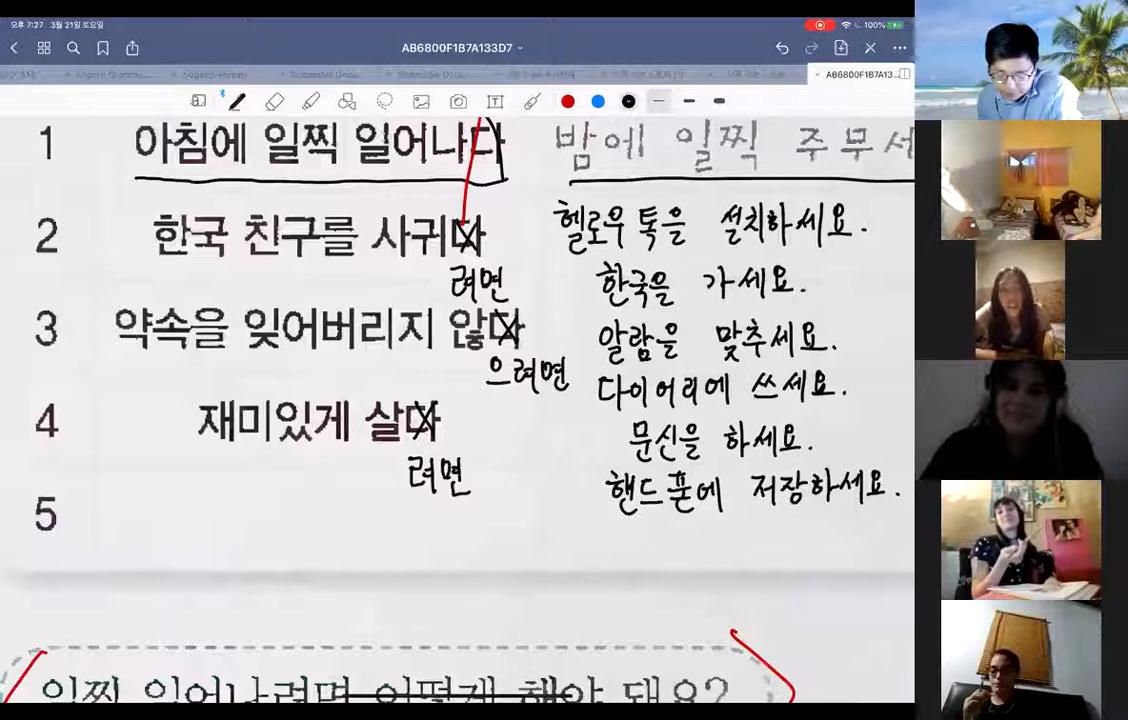 오후 7:27 3월 21일 토요일
100%
AB6800F1B7A133D7
AB6800F1B7A13...
1 아침에 일찍 일어나다 밤에 일찍 주무세
2 한국 친구를 사귀다 헬로우톡을 설치하세요.
려면 한국을 가세요.
3 약속을 잊어버리지 않다 알람을 맞추세요.
으려면 다이어리에 쓰세요.
4 재미있게 살다 문신을 하세요.
려면 핸드폰에 저장하세요.
5
일찍 일어나려면 어떻게 해야 돼요?